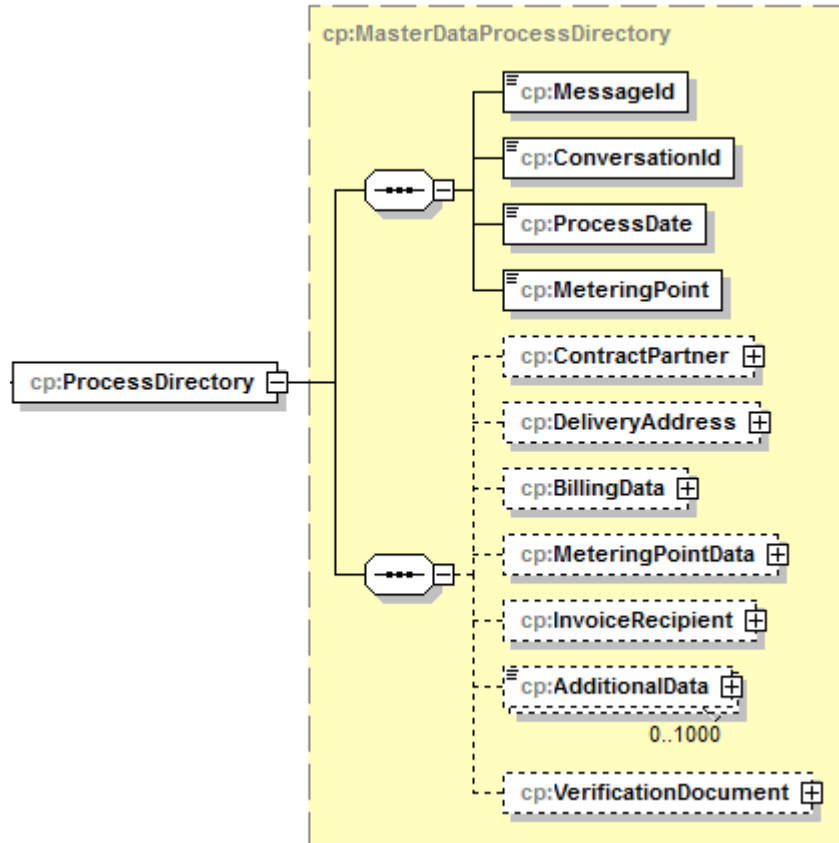 cp:MasterDataProcessDirectory
cp:MessageId
cp:ConversationId
cp:ProcessDate
cp:MeteringPoint
cp:ProcessDirectory
cp:ContractPartner
cp:DeliveryAddress
cp:BillingData
cp:MeteringPointData
cp:InvoiceRecipient
cp:AdditionalData
0..1000
cp:VerificationDocument